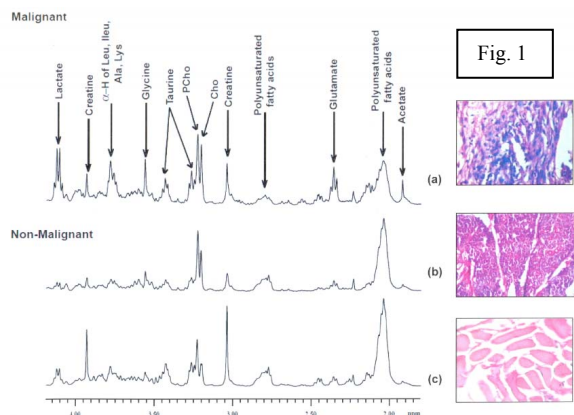 Malignant
Fig. 1
Lactate
Creatine
α-H of Leu, Ileu,
Ala, Lys
Glycine
Taurine
PCho
Cho
Creatine
Polyunsaturated
fatty acids
Glutamate
Polyunsaturated
fatty acids
Acetate
(a)
Non-Malignant
(b)
(c)